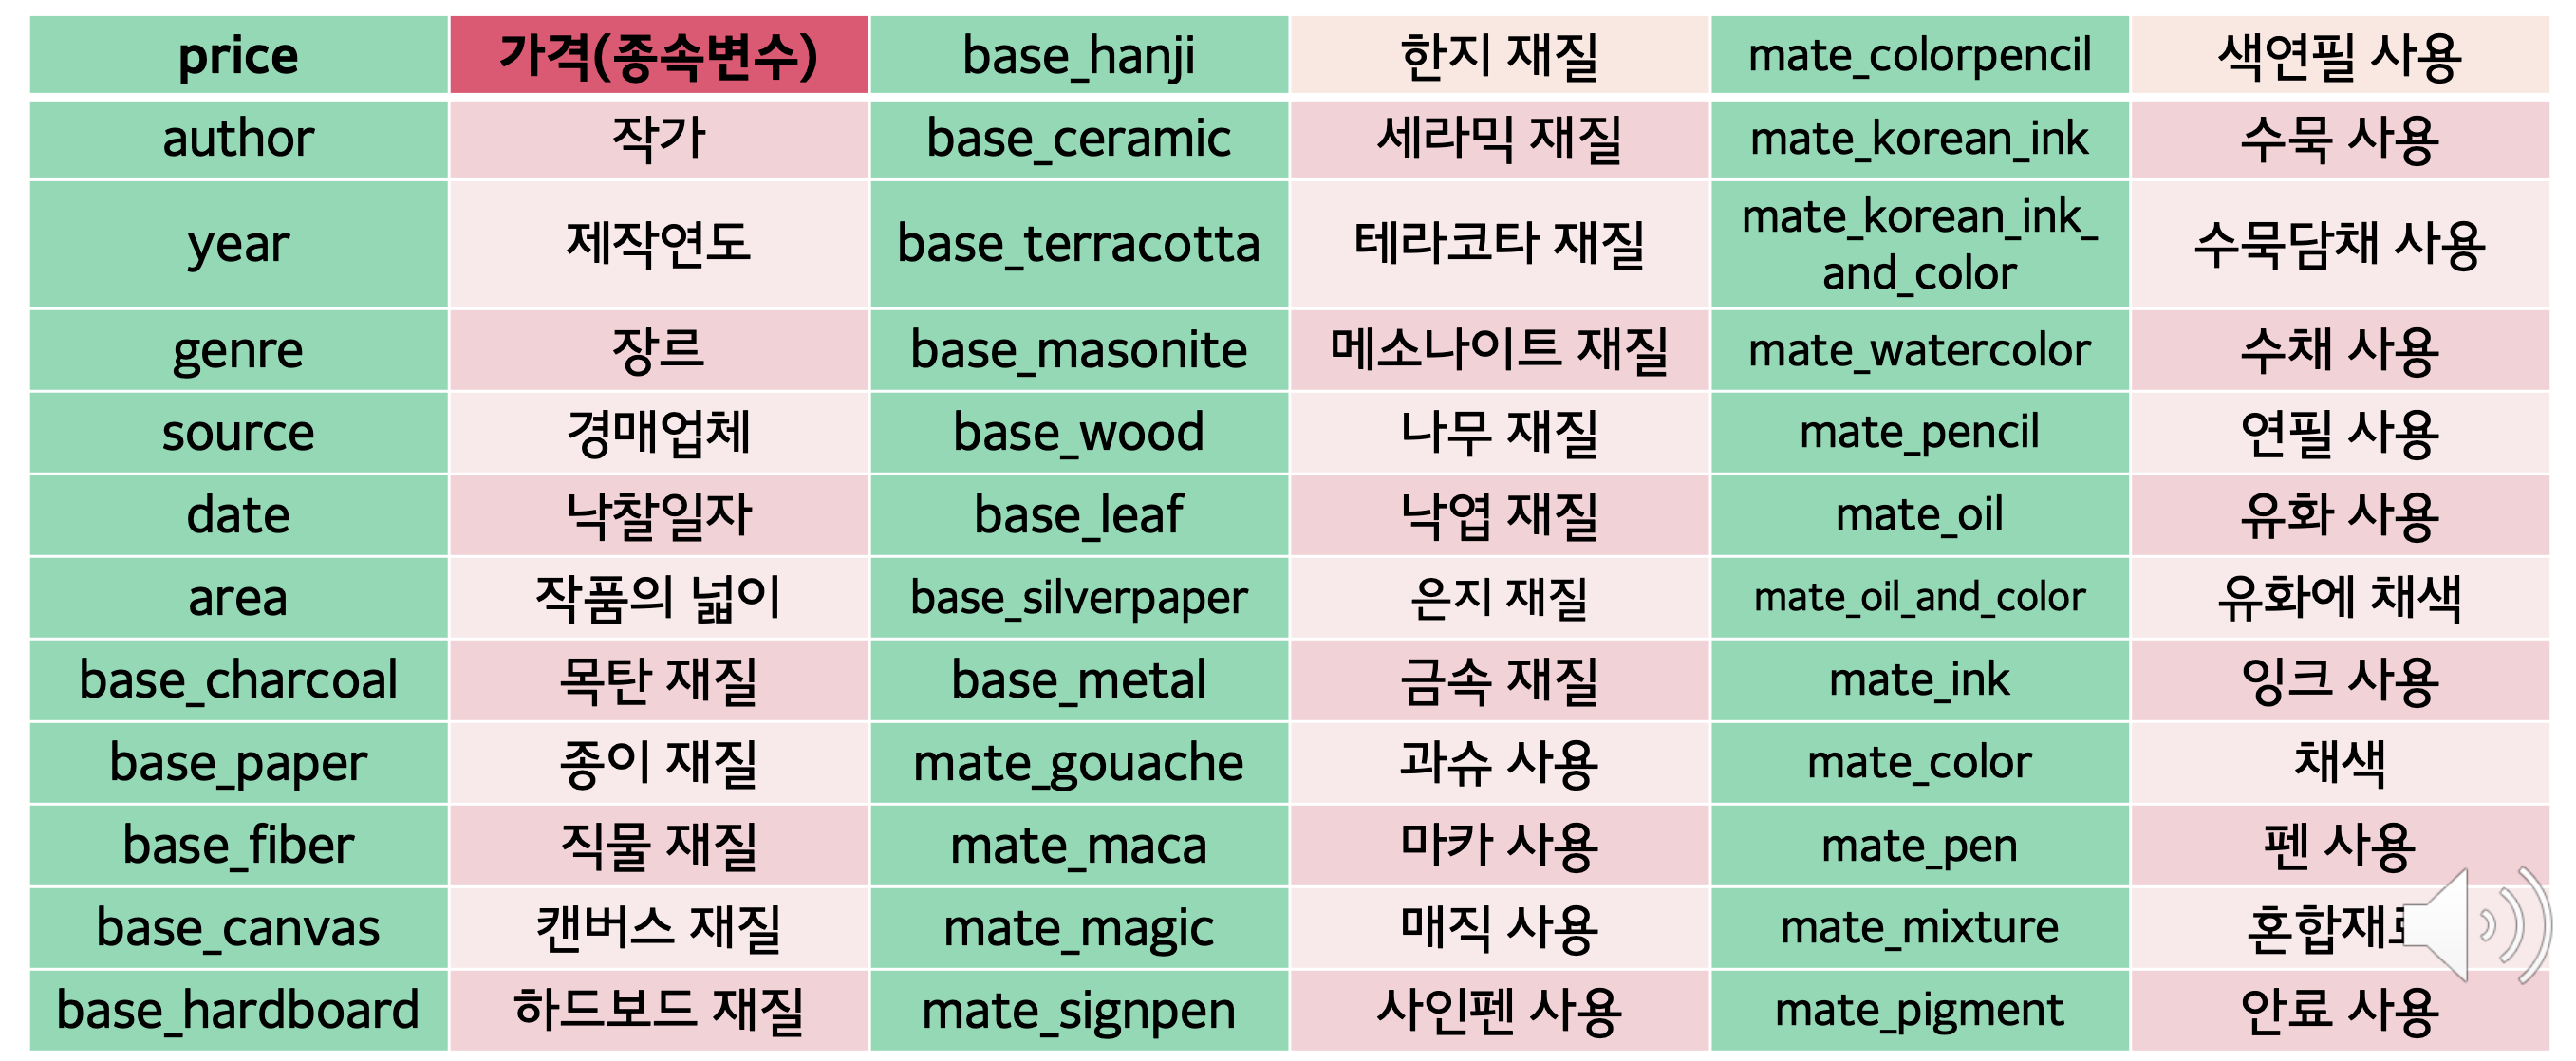 price 가격(종속변수) base_hanji 한지 재질 mate_colorpencil 색연필 사용
author 작가 base_ceramic 세라믹 재질 mate_korean_ink 수묵 사용
year 제작연도 base_terracotta 테라코타 재질 mate_korean_ink_
and_color 수묵담채 사용
genre 장르 base_masonite 메소나이트 재질 mate_watercolor 수채 사용
source 경매업체 base_wood 나무 재질 mate_pencil 연필 사용
date 낙찰일자 base_leaf 낙엽 재질 mate_oil 유화 사용
area 작품의 넓이 base_silverpaper 은지 재질 mate_oil_and_color 유화에 채색
base_charcoal 목탄 재질 base_metal 금속 재질 mate_ink 잉크 사용
base_paper 종이 재질 mate_gouache 과슈 사용 mate_color 채색
base_fiber 직물 재질 mate_maca 마카 사용 mate_pen 펜 사용
base_canvas 캔버스 재질 mate_magic 매직 사용 mate_mixture
base_hardboard 하드보드 재질 mate_signpen 사인펜 사용 mate_pigment 안료 사용